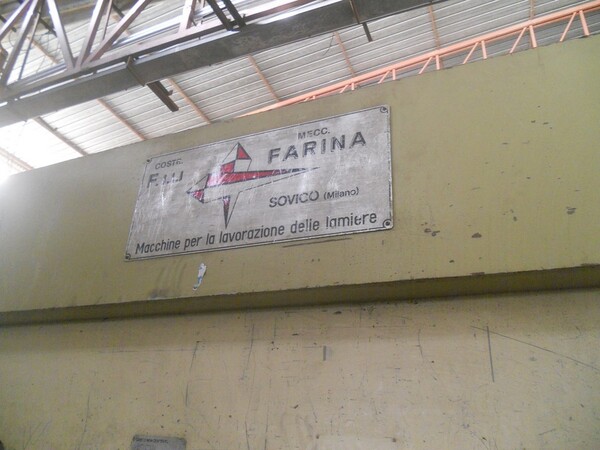 COSTR. MECC.
F.LLI FARINA
SOVICO (Milano)
Macchine per la lavorazione delle lamiere